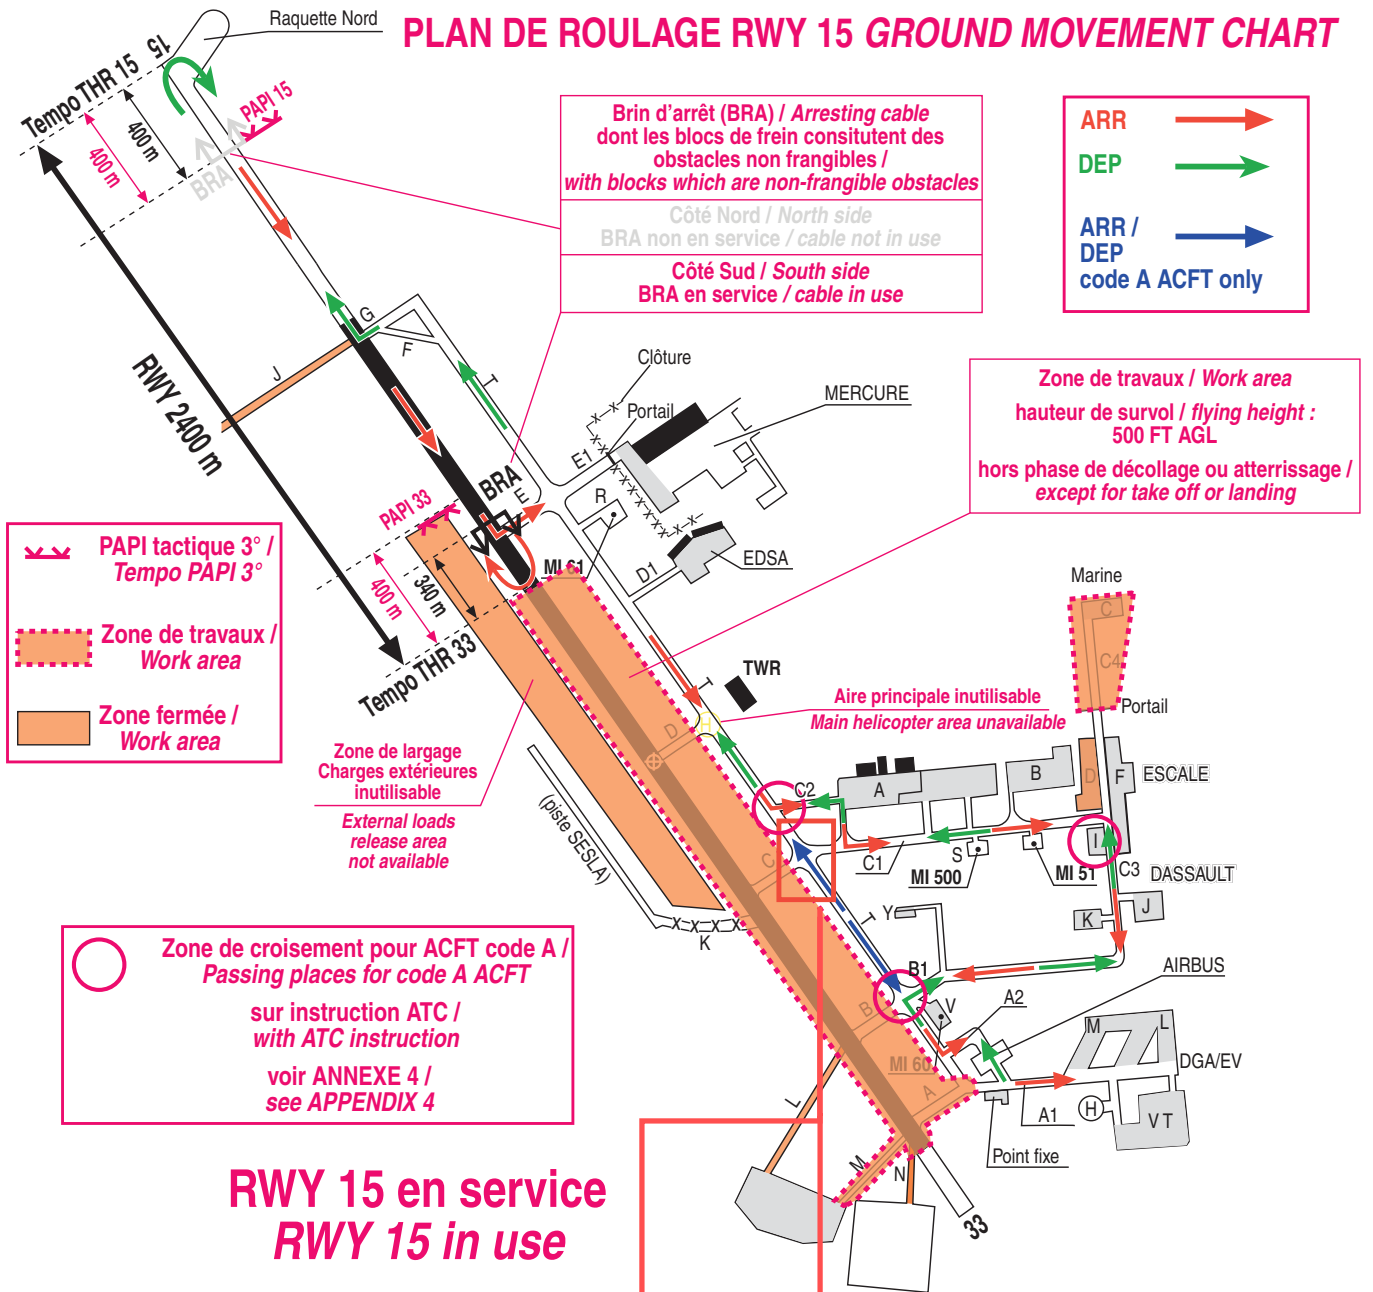 Raquette Nord
PLAN DE ROULAGE RWY 15 GROUND MOVEMENT CHART
15
Tempo THR 15
PAPI 15
400 m
400 m
BRA
Brin d'arrêt (BRA) / Arresting cable
dont les blocs de frein consitutent des
obstacles non frangibles /
with blocks which are non-frangible obstacles
Côté Nord / North side
BRA non en service / cable not in use
Côté Sud / South side
BRA en service / cable in use
ARR
DEP
ARR /
DEP
code A ACFT only
G
F
J
T
RWY 2400 m
Clôture
Portail
MERCURE
E1
R
BRA
E
PAPI 33
MI 61
D1
EDSA
400 m
340 m
Tempo THR 33
Zone de travaux / Work area
hauteur de survol / flying height :
500 FT AGL
hors phase de décollage ou atterrissage /
except for take off or landing
PAPI tactique 3° /
Tempo PAPI 3°
Zone de travaux /
Work area
Zone fermée /
Work area
Marine
C
C4
Portail
TWR
T
Aire principale inutilisable
Main helicopter area unavailable
H
D
Zone de largage
Charges extérieures
inutilisable
External loads
release area
not available
(piste SESLA)
C2
A
B
D
F
ESCALE
C
C1
S
MI 500
MI 51
I
C3
DASSAULT
J
K
K
T
Y
B1
AIRBUS
Zone de croisement pour ACFT code A /
Passing places for code A ACFT
sur instruction ATC /
with ATC instruction
voir ANNEXE 4 /
see APPENDIX 4
B
V
A2
MI 60
M
L
DGA/EV
A
A1
H
VT
L
M
N
Point fixe
33
RWY 15 en service
RWY 15 in use